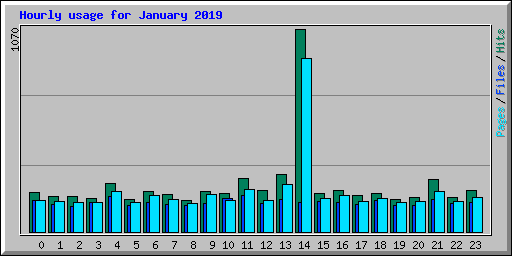 Hourly usage for January 2019
1070
Pages / Files / Hits
0 1 2 3 4 5 6 7 8 9 10 11 12 13 14 15 16 17 18 19 20 21 22 23